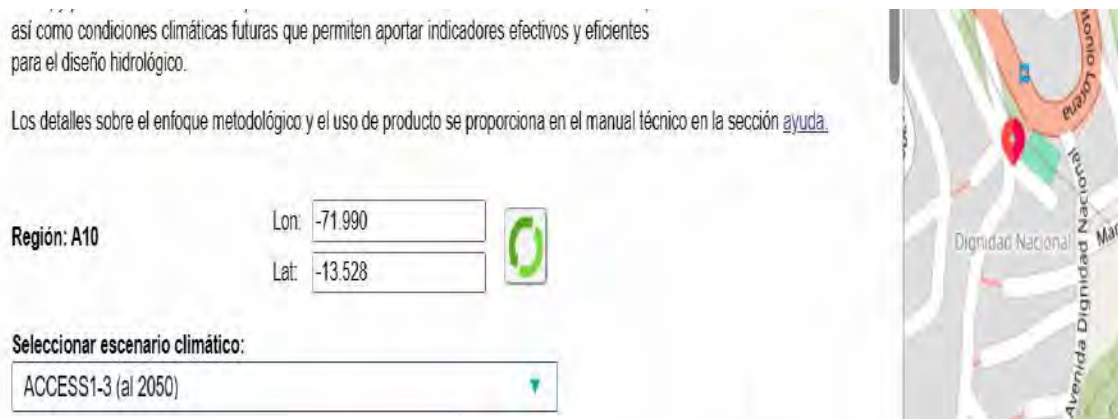 así como condiciones climáticas futuras que permiten aportar indicadores efectivos y eficientes
para el diseño hidrológico.
Los detalles sobre el enfoque metodológico y el uso de producto se proporciona en el manual técnico en la sección ayuda.
Región: A10
Lon: -71.990
Lat: -13.528
Seleccionar escenario climático:
ACCESS1-3 (al 2050)
Antonio Lorena
Dignidad Nacional
Avenida Dignidad Nacional